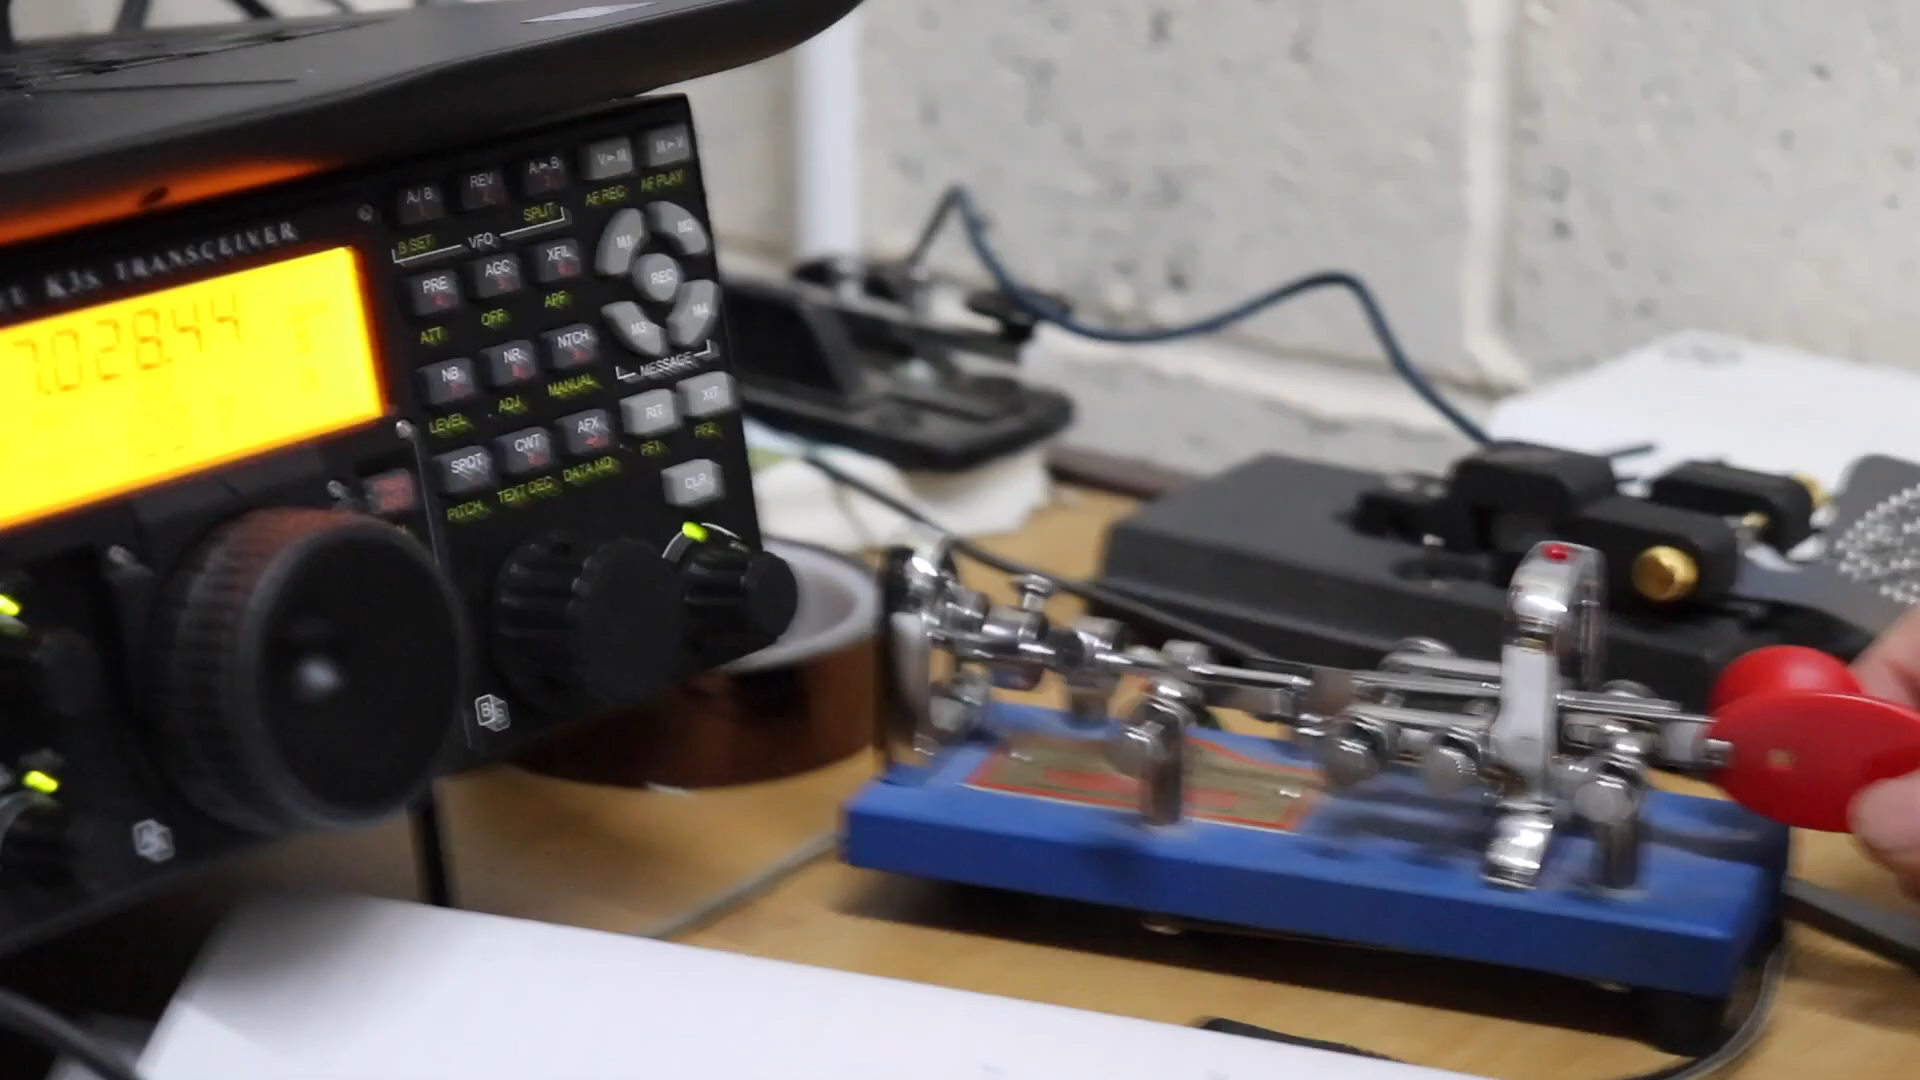 K3s TRANSCEIVER
7.028.44
A/B REV A►B V►M M►V
B SET VFO SPLIT AF REC AF PLAY
PRE AGC XFIL M1 M2
ATT OFF APF REC
NB NR NTCH M3 M4
LEVEL ADJ MANUAL MESSAGE
SPOT CWT AFX RIT XIT
PITCH TEXT DEC DATA MD PF1 PF2
CLR
A
B